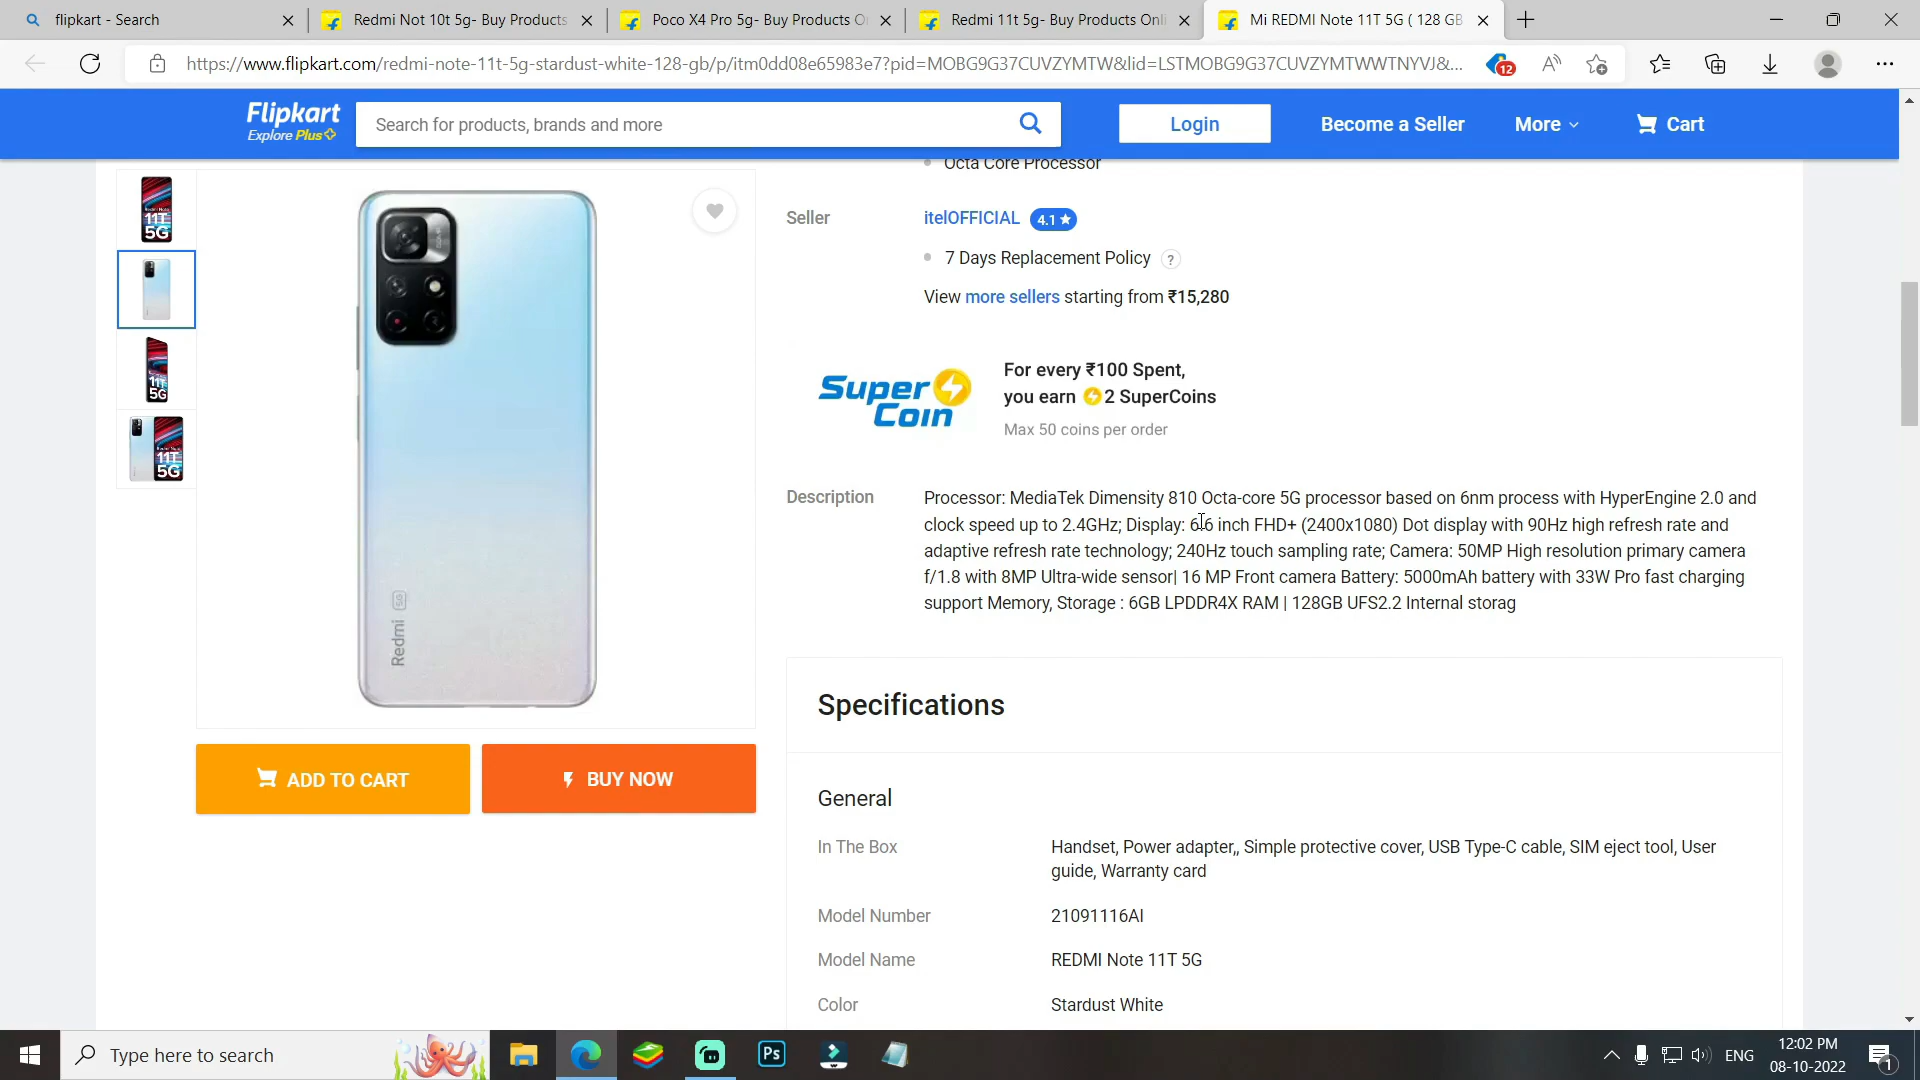 flipkart - Search
Redmi Not 10t 5g- Buy Products
Poco X4 Pro 5g- Buy Products O
Redmi 11t 5g- Buy Products Onli
Mi REDMI Note 11T 5G ( 128 GB
https://www.flipkart.com/redmi-note-11t-5g-stardust-white-128-gb/p/itm0dd08e65983e7?pid=MOBG9G37CUVZYMTW&lid=LSTMOBG9G37CUVZYMTWWTNYVJ&...
12
Flipkart
Explore Plus
Search for products, brands and more
Login
Become a Seller
More
Cart
Octa Core Processor
Seller
itelOFFICIAL 4.1★
7 Days Replacement Policy ?
View more sellers starting from ₹15,280
Super Coin
For every ₹100 Spent,
you earn 2 SuperCoins
Max 50 coins per order
Description
Processor: MediaTek Dimensity 810 Octa-core 5G processor based on 6nm process with HyperEngine 2.0 and
clock speed up to 2.4GHz; Display: 6.6 inch FHD+ (2400x1080) Dot display with 90Hz high refresh rate and
adaptive refresh rate technology; 240Hz touch sampling rate; Camera: 50MP High resolution primary camera
f/1.8 with 8MP Ultra-wide sensor| 16 MP Front camera Battery: 5000mAh battery with 33W Pro fast charging
support Memory, Storage : 6GB LPDDR4X RAM | 128GB UFS2.2 Internal storag
11T
5G
11T
5G
11T
5G
Redmi 5G
ADD TO CART
BUY NOW
Specifications
General
In The Box
Handset, Power adapter,, Simple protective cover, USB Type-C cable, SIM eject tool, User
guide, Warranty card
Model Number
21091116AI
Model Name
REDMI Note 11T 5G
Color
Stardust White
Type here to search
Ps
ENG
12:02 PM
08-10-2022
1